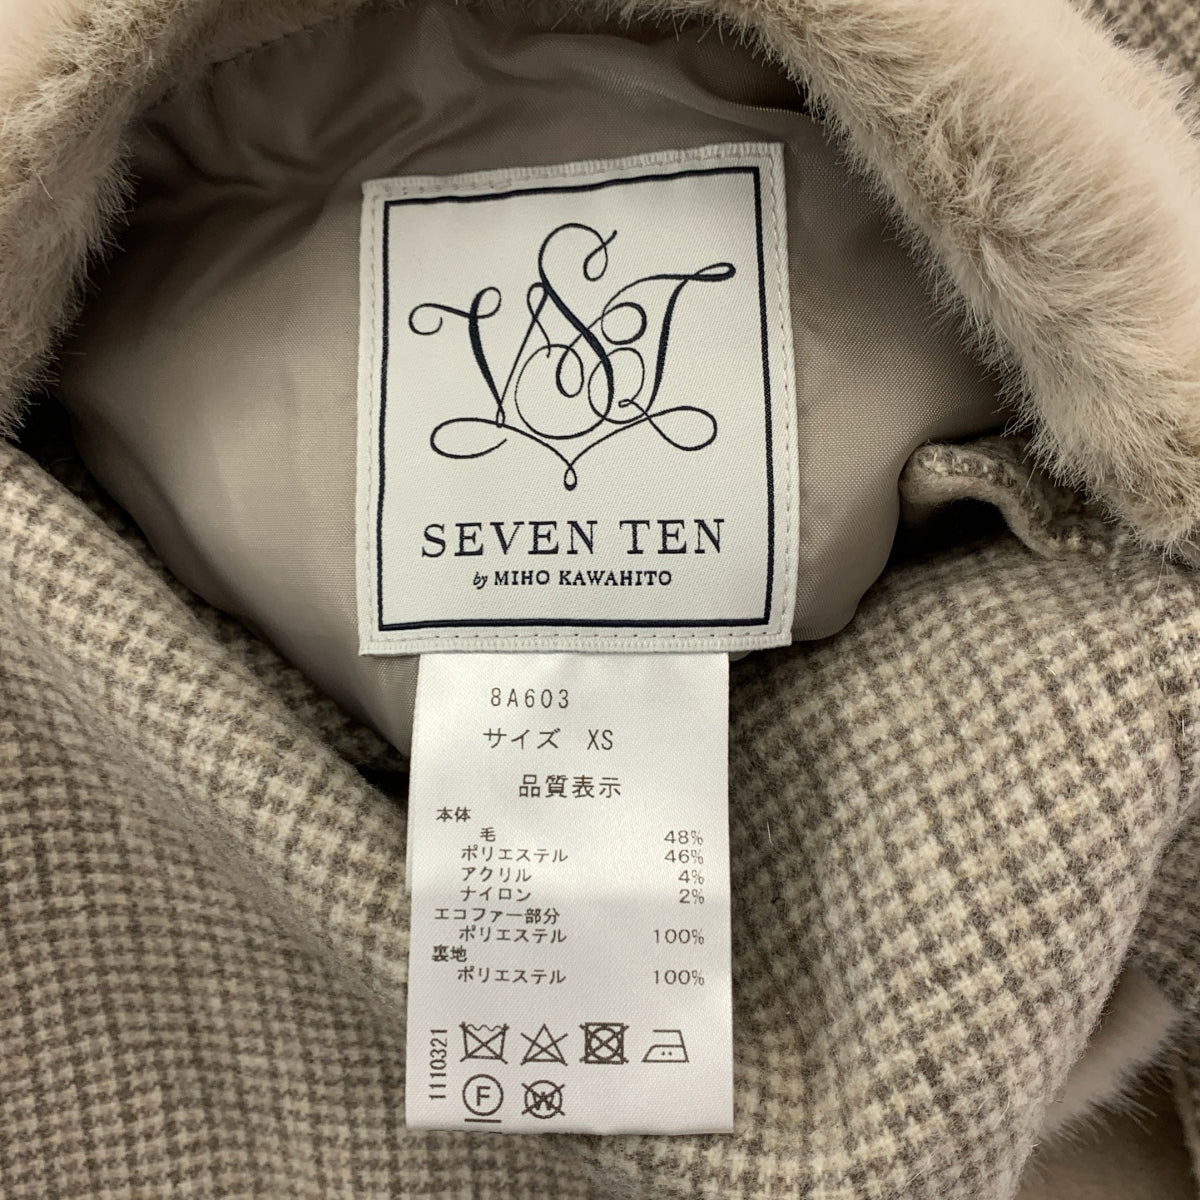 SEVEN TEN
by MIHO KAWAHITO
8A603
サイズ XS
品質表示
本体
毛 48%
ポリエステル 46%
アクリル 4%
ナイロン 2%
エコファー部分
ポリエステル 100%
裏地
ポリエステル 100%
1110321
F
W